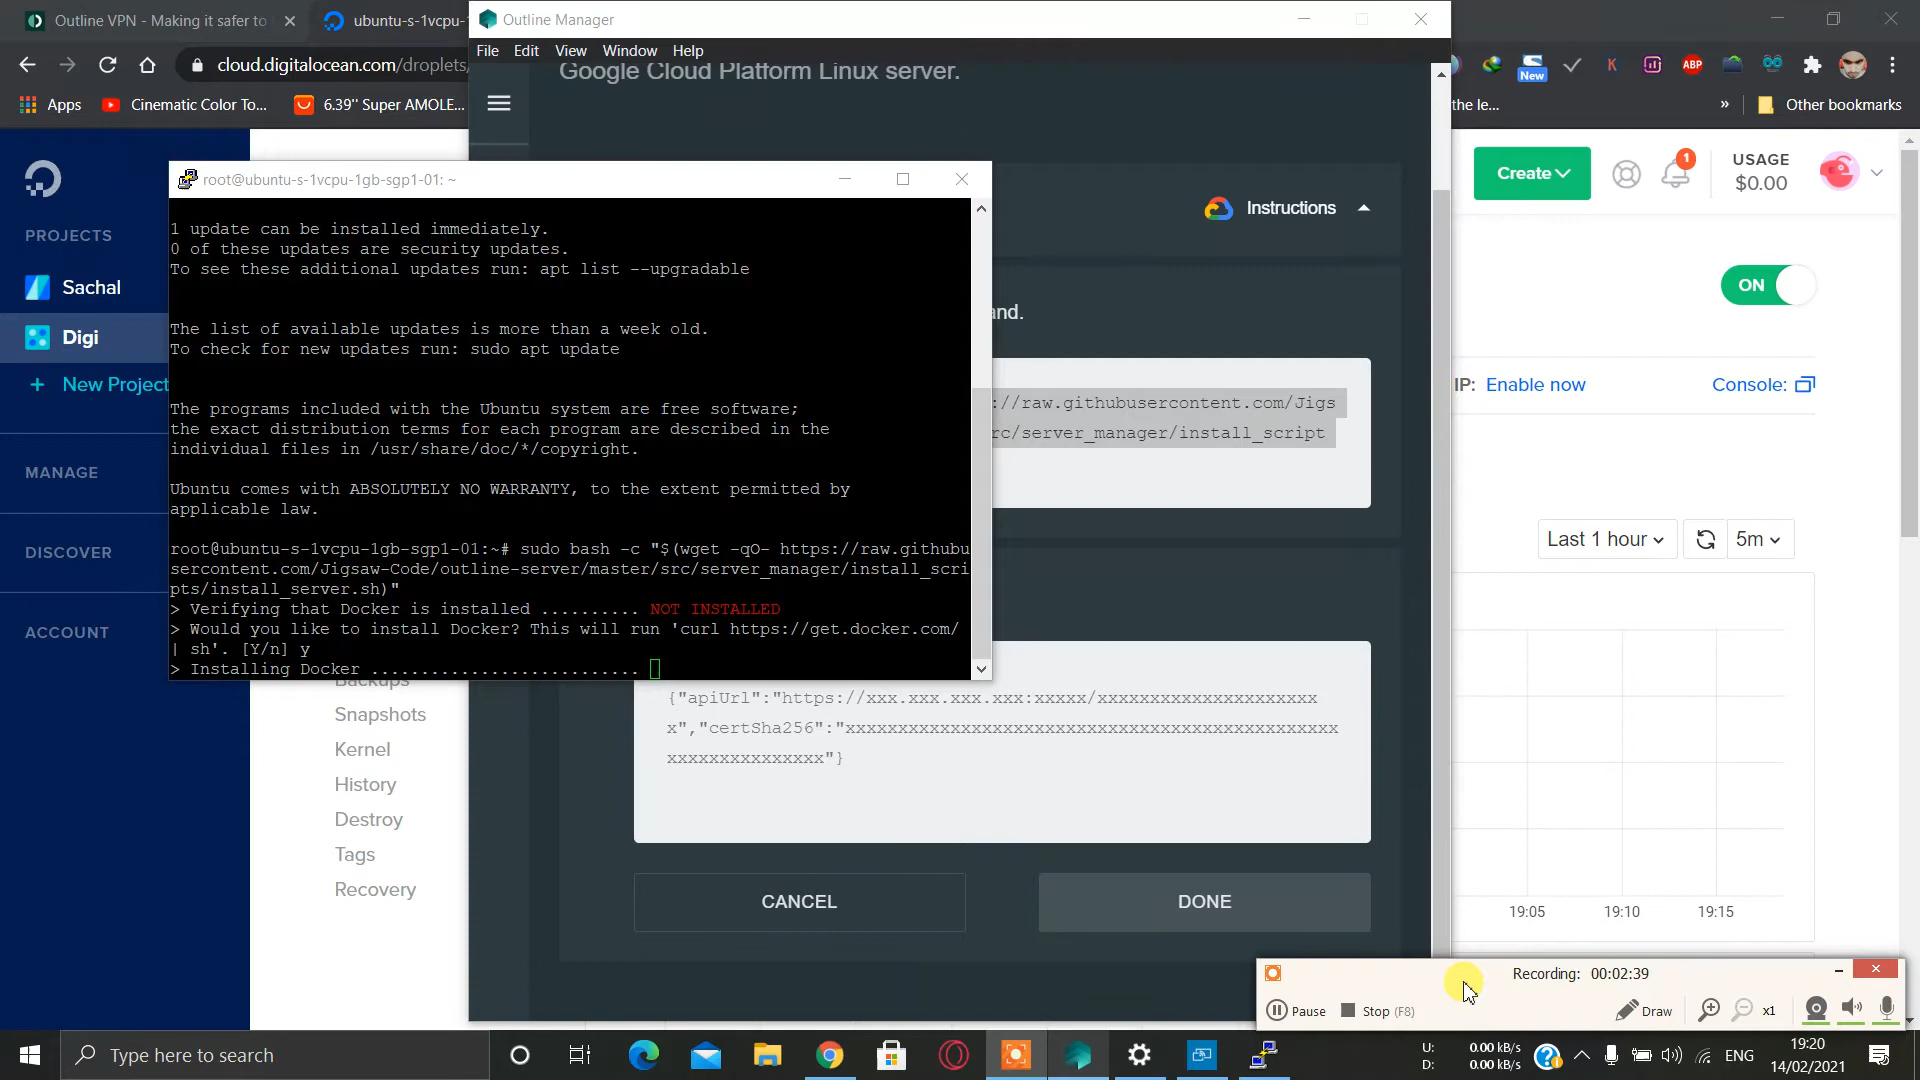 Outline VPN - Making it safer to
ubuntu-s-1vcpu-1
cloud.digitalocean.com/droplets/
Apps
Cinematic Color To...
6.39'' Super AMOLE...
Outline Manager
File Edit View Window Help
Google Cloud Platform Linux server.
New
K
ABP
the le...
»
Other bookmarks
Create
1
USAGE
$0.00
PROJECTS
Sachal
Digi
+ New Project
MANAGE
DISCOVER
ACCOUNT
root@ubuntu-s-1vcpu-1gb-sgp1-01: ~
1 update can be installed immediately.
0 of these updates are security updates.
To see these additional updates run: apt list --upgradable
The list of available updates is more than a week old.
To check for new updates run: sudo apt update
The programs included with the Ubuntu system are free software;
the exact distribution terms for each program are described in the
individual files in /usr/share/doc/*/copyright.
Ubuntu comes with ABSOLUTELY NO WARRANTY, to the extent permitted by
applicable law.
root@ubuntu-s-1vcpu-1gb-sgp1-01:~# sudo bash -c "$(wget -qO- https://raw.githubu
sercontent.com/Jigsaw-Code/outline-server/master/src/server_manager/install_scri
pts/install_server.sh)"
> Verifying that Docker is installed .......... NOT INSTALLED
> Would you like to install Docker? This will run 'curl https://get.docker.com/
| sh'. [Y/n] y
> Installing Docker ...........................
Instructions
and.
://raw.githubusercontent.com/Jigs
rc/server_manager/install_script
{"apiUrl":"https://xxx.xxx.xxx.xxx:xxxxx/xxxxxxxxxxxxxxxxxxxxx
x","certSha256":"xxxxxxxxxxxxxxxxxxxxxxxxxxxxxxxxxxxxxxxxxxxxxxx
xxxxxxxxxxxxxxx"}
CANCEL
DONE
Backups
Snapshots
Kernel
History
Destroy
Tags
Recovery
ON
IP: Enable now
Console:
Last 1 hour
5m
19:05
19:10
19:15
Recording: 00:02:39
Pause
Stop (F8)
Draw
x1
Type here to search
U: 0.00 kB/s
D: 0.00 kB/s
ENG
19:20
14/02/2021